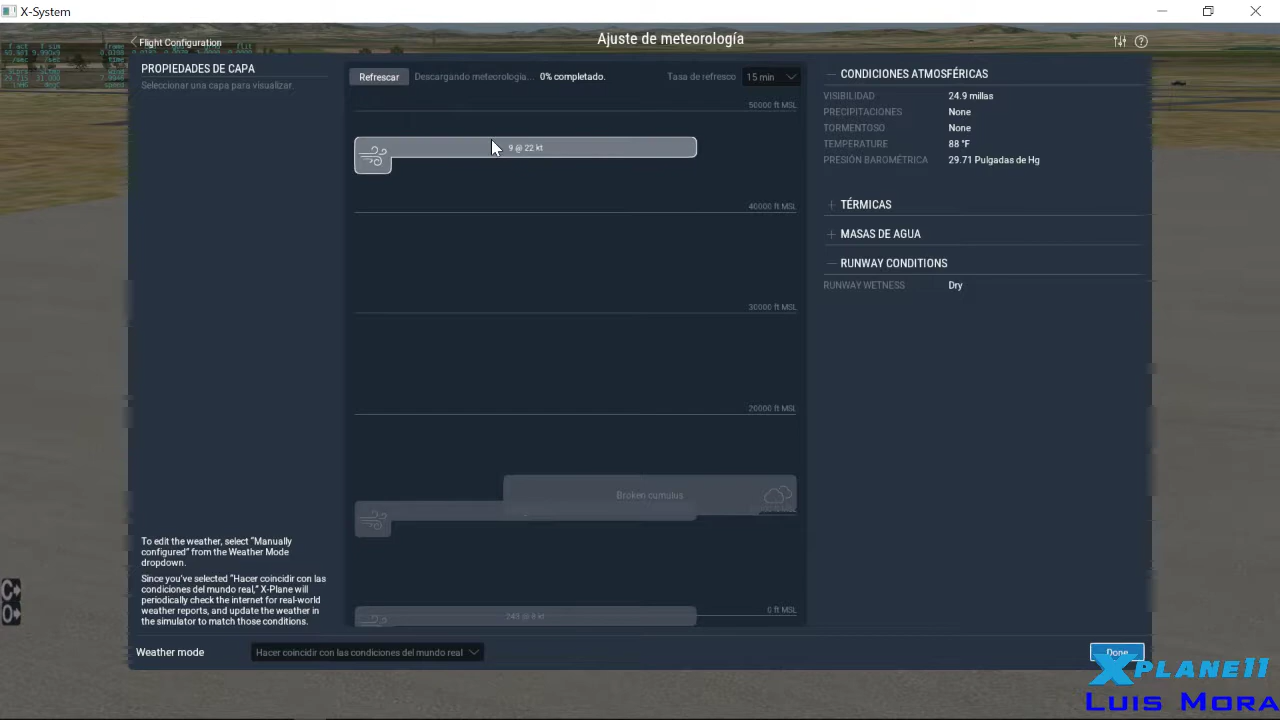 X-System
Flight Configuration
Ajuste de meteorología
PROPIEDADES DE CAPA
Seleccionar una capa para visualizar.
Refrescar
Descargando meteorología... 0% completado.
Tasa de refresco
15 min
50000 ft MSL
9 @ 22 kt
40000 ft MSL
30000 ft MSL
20000 ft MSL
Broken cumulus
0 ft MSL
CONDICIONES ATMOSFÉRICAS
VISIBILIDAD 24.9 millas
PRECIPITACIONES None
TORMENTOSO None
TEMPERATURE 88 °F
PRESIÓN BAROMÉTRICA 29.71 Pulgadas de Hg
TÉRMICAS
MASAS DE AGUA
RUNWAY CONDITIONS
RUNWAY WETNESS Dry
To edit the weather, select "Manually
configured" from the Weather Mode
dropdown.
Since you've selected "Hacer coincidir con las
condiciones del mundo real," X-Plane will
periodically check the internet for real-world
weather reports, and update the weather in
the simulator to match those conditions.
Weather mode
Hacer coincidir con las condiciones del mundo real
Done
XPLANE11
LUIS MORA